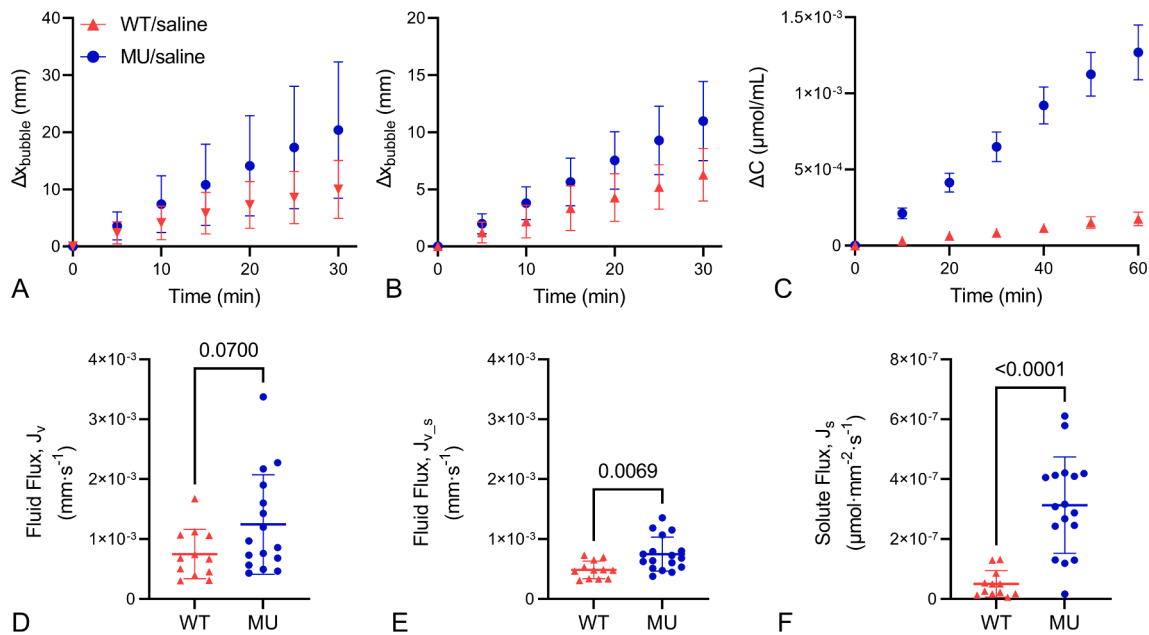 WT/saline
MU/saline
Δx_bubble (mm)
40
30
20
10
0
0 10 20 30
Time (min)
A
Δx_bubble (mm)
20
15
10
5
0
0 10 20 30
Time (min)
B
ΔC (μmol/mL)
1.5×10⁻³
1×10⁻³
5×10⁻⁴
0
0 20 40 60
Time (min)
C
Fluid Flux, J_v
(mm·s⁻¹)
4×10⁻³
3×10⁻³
2×10⁻³
1×10⁻³
0
0.0700
WT MU
D
Fluid Flux, J_v_s
(mm·s⁻¹)
4×10⁻³
3×10⁻³
2×10⁻³
1×10⁻³
0
0.0069
WT MU
E
Solute Flux, J_s
(μmol·mm⁻²·s⁻¹)
8×10⁻⁷
6×10⁻⁷
4×10⁻⁷
2×10⁻⁷
0
<0.0001
WT MU
F